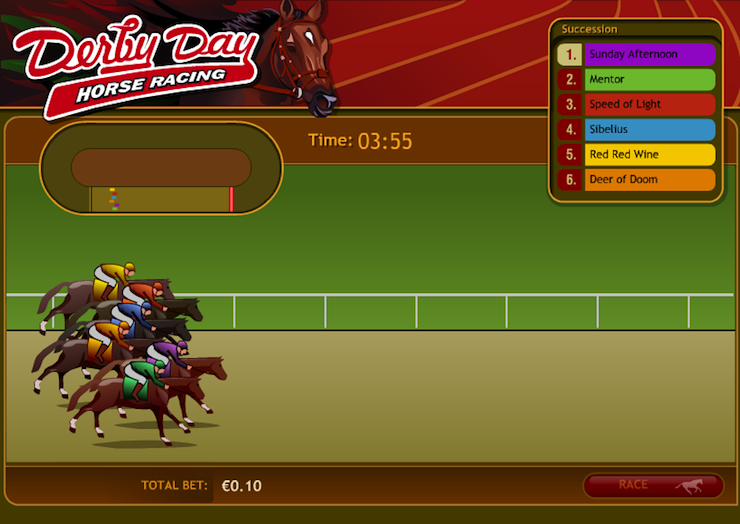 Derby Day
HORSE RACING
Succession
1. Sunday Afternoon
2. Mentor
3. Speed of Light
4. Sibelius
5. Red Red Wine
6. Deer of Doom
Time: 03:55
TOTAL BET: €0.10
RACE